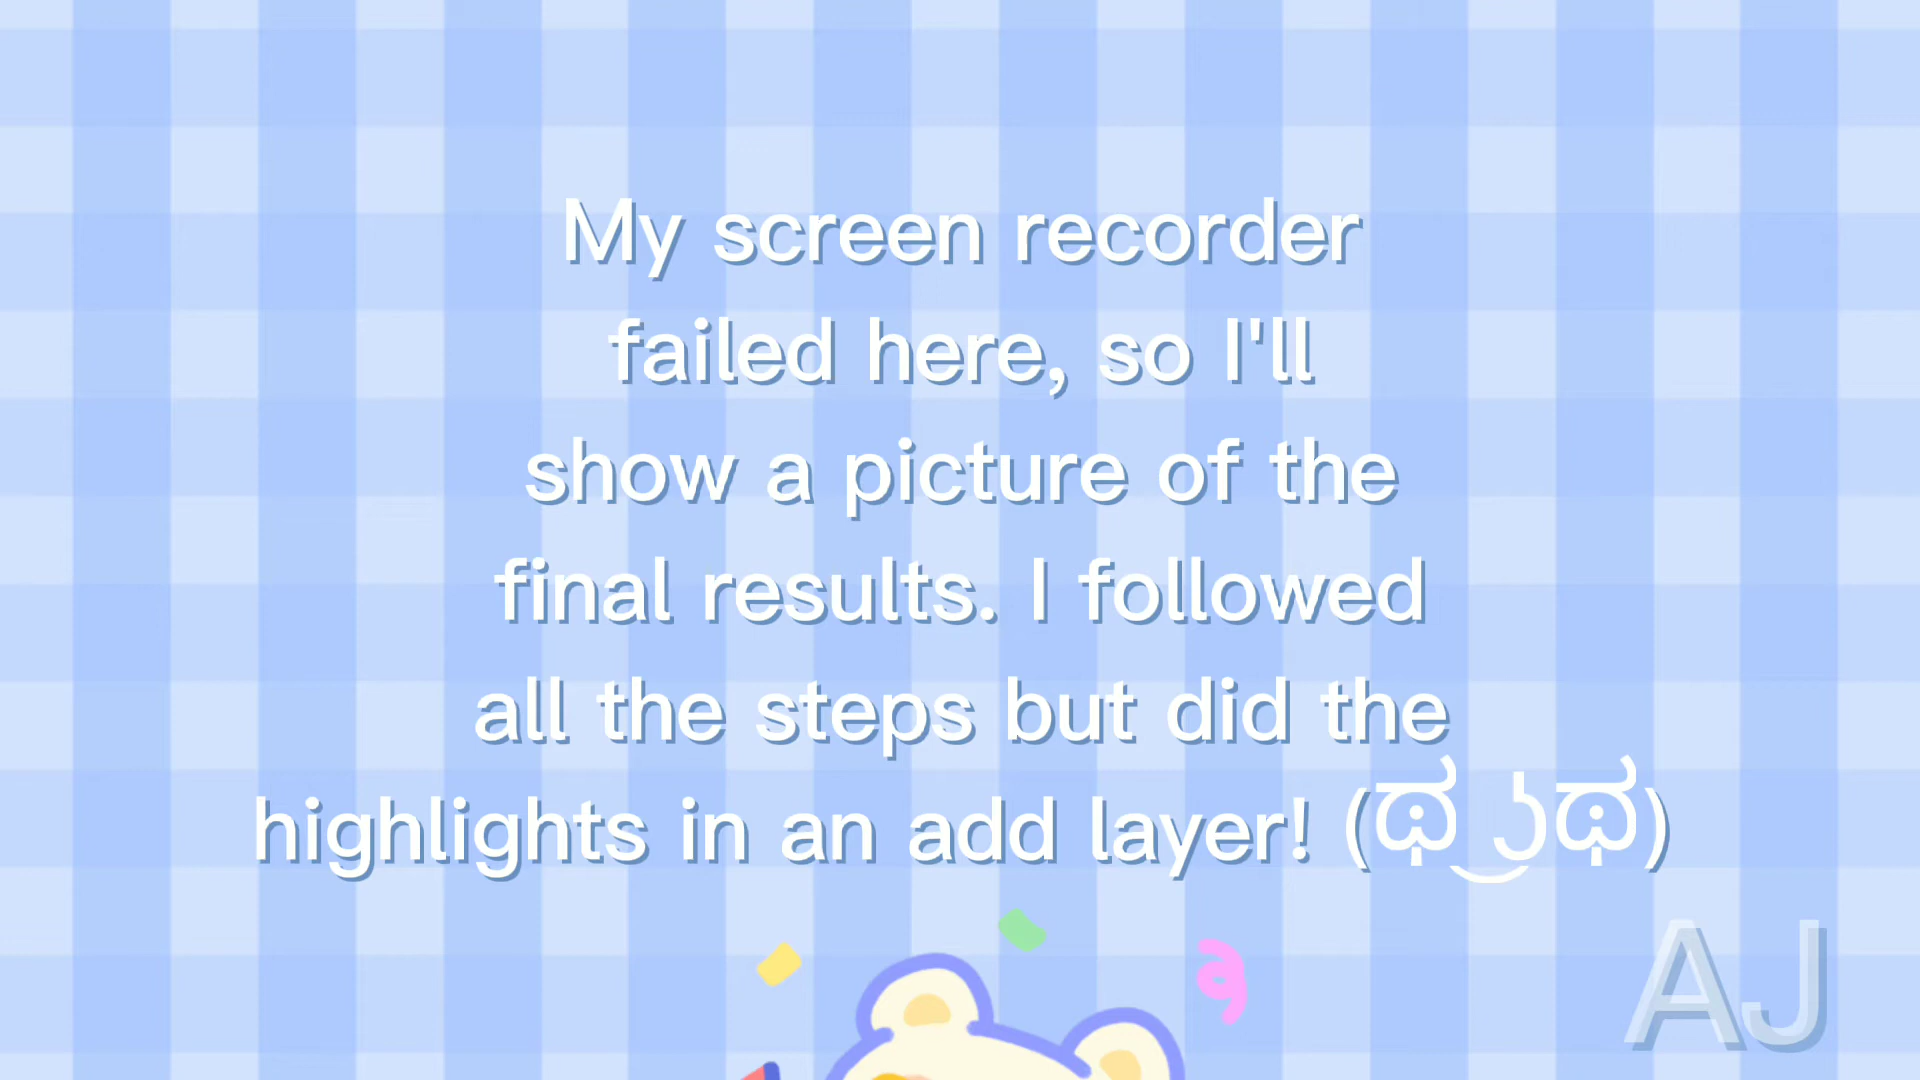 My screen recorder
failed here, so I'll
show a picture of the
final results. I followed
all the steps but did the
highlights in an add layer! (ಥ ͜ʖಥ)
AJ